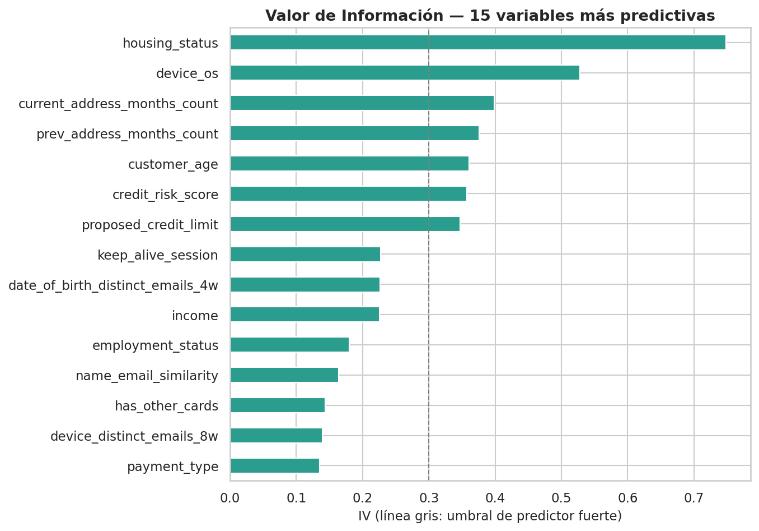 Valor de Información — 15 variables más predictivas
housing_status
device_os
current_address_months_count
prev_address_months_count
customer_age
credit_risk_score
proposed_credit_limit
keep_alive_session
date_of_birth_distinct_emails_4w
income
employment_status
name_email_similarity
has_other_cards
device_distinct_emails_8w
payment_type
0.0 0.1 0.2 0.3 0.4 0.5 0.6 0.7
IV (línea gris: umbral de predictor fuerte)